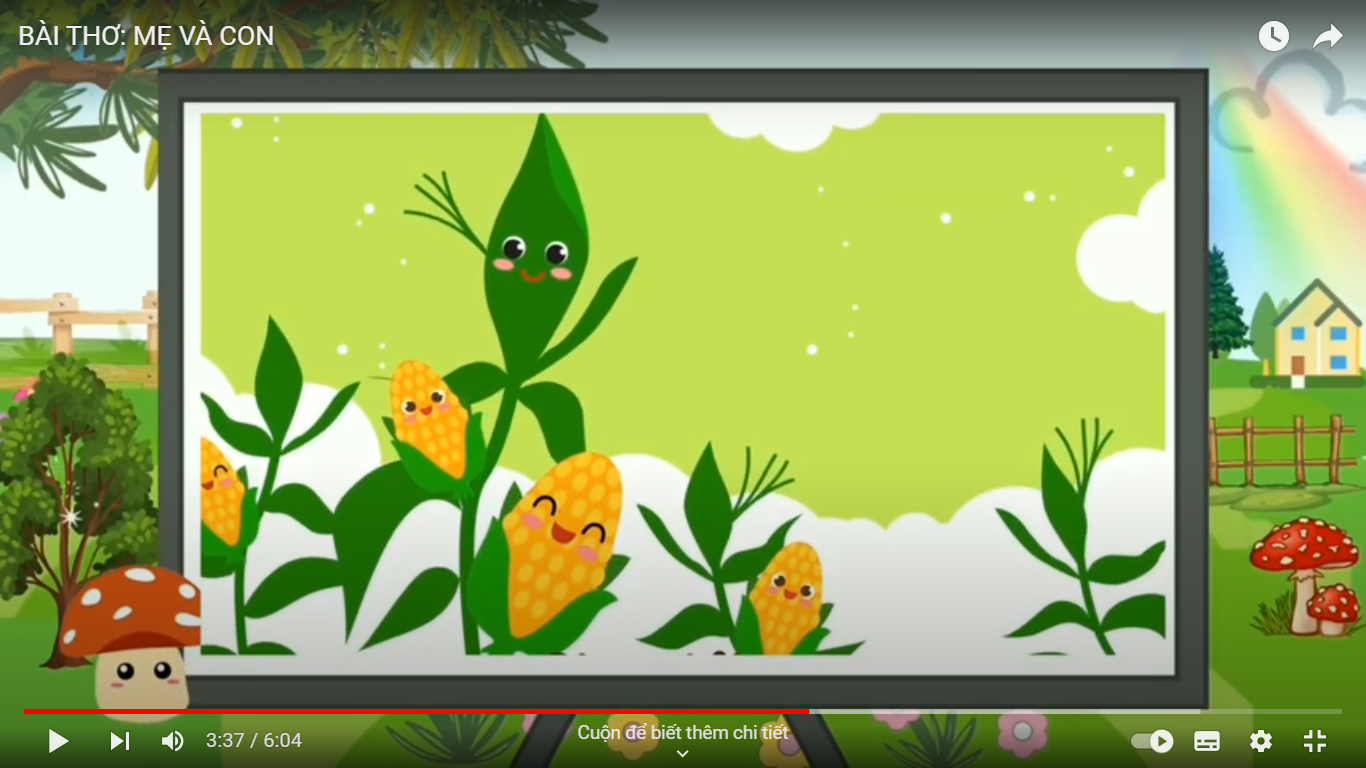 BÀI THƠ: MẸ VÀ CON
Cuộn để biết thêm chi tiết
3:37 / 6:04